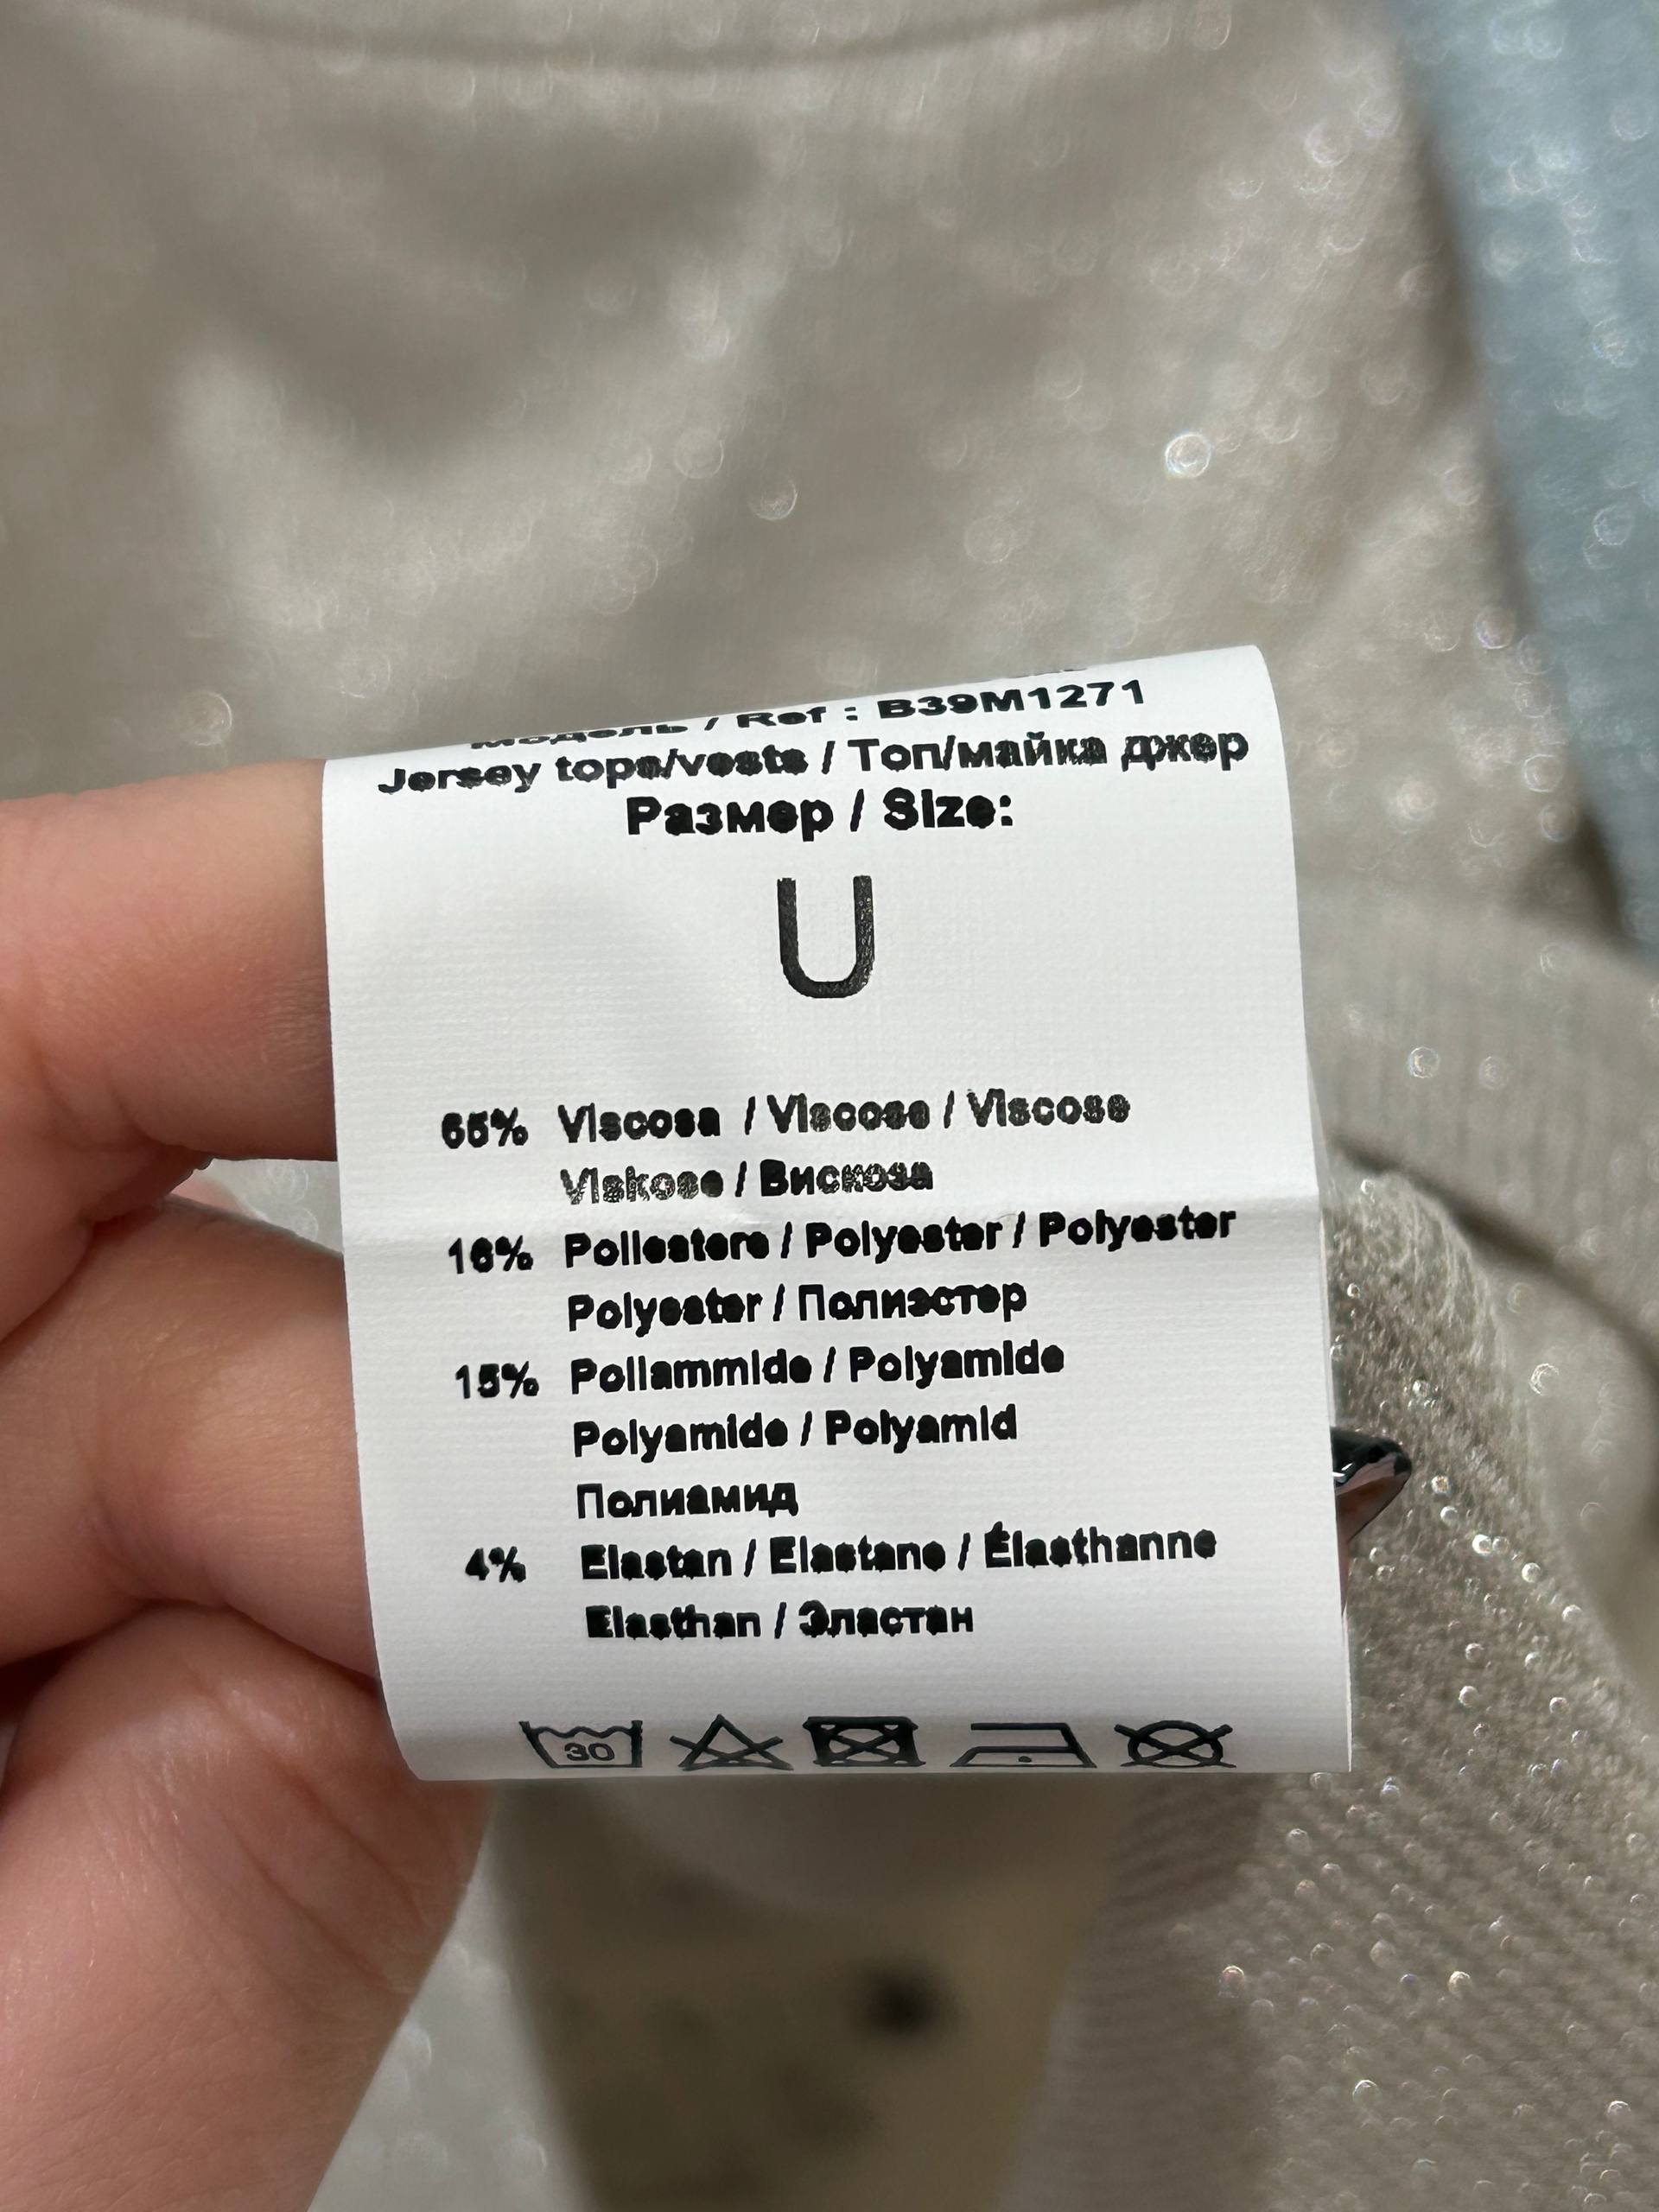 Модель / Ref : B39M1271
Jersey tops/vests / Топ/майка джер
Размер / Size:
U
65% Viscosa / Viscose / Viscose
Viskose / Вискоза
16% Poliestere / Polyester / Polyester
Polyester / Полиэстер
15% Poliammide / Polyamide
Polyamide / Polyamid
Полиамид
4% Elastan / Elastane / Élasthanne
Elasthan / Эластан
30